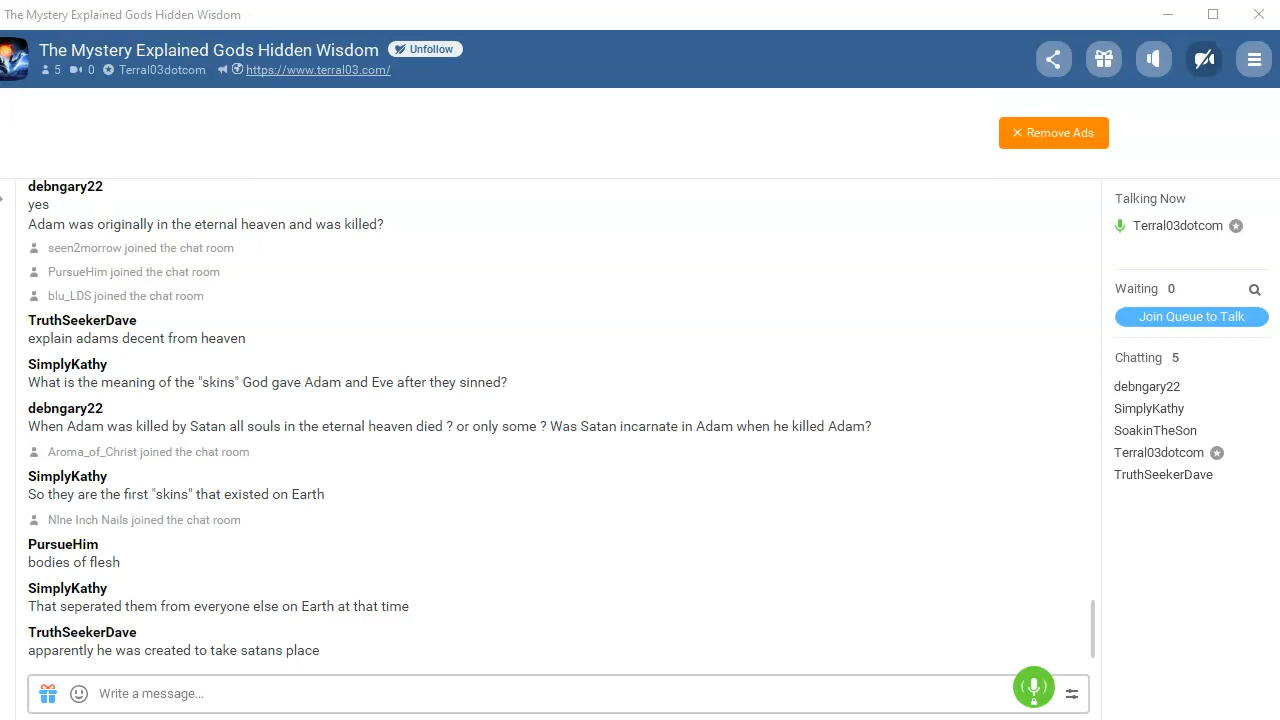 The Mystery Explained Gods Hidden Wisdom
The Mystery Explained Gods Hidden Wisdom Unfollow
5 0 Terral03dotcom https://www.terral03.com/
Remove Ads
debngary22
yes
Adam was originally in the eternal heaven and was killed?
seen2morrow joined the chat room
PursueHim joined the chat room
blu_LDS joined the chat room
TruthSeekerDave
explain adams decent from heaven
SimplyKathy
What is the meaning of the "skins" God gave Adam and Eve after they sinned?
debngary22
When Adam was killed by Satan all souls in the eternal heaven died ? or only some ? Was Satan incarnate in Adam when he killed Adam?
Aroma_of_Christ joined the chat room
SimplyKathy
So they are the first "skins" that existed on Earth
NIne Inch Nails joined the chat room
PursueHim
bodies of flesh
SimplyKathy
That seperated them from everyone else on Earth at that time
TruthSeekerDave
apparently he was created to take satans place
Write a message...
Talking Now
Terral03dotcom
Waiting 0
Join Queue to Talk
Chatting 5
debngary22
SimplyKathy
SoakinTheSon
Terral03dotcom
TruthSeekerDave